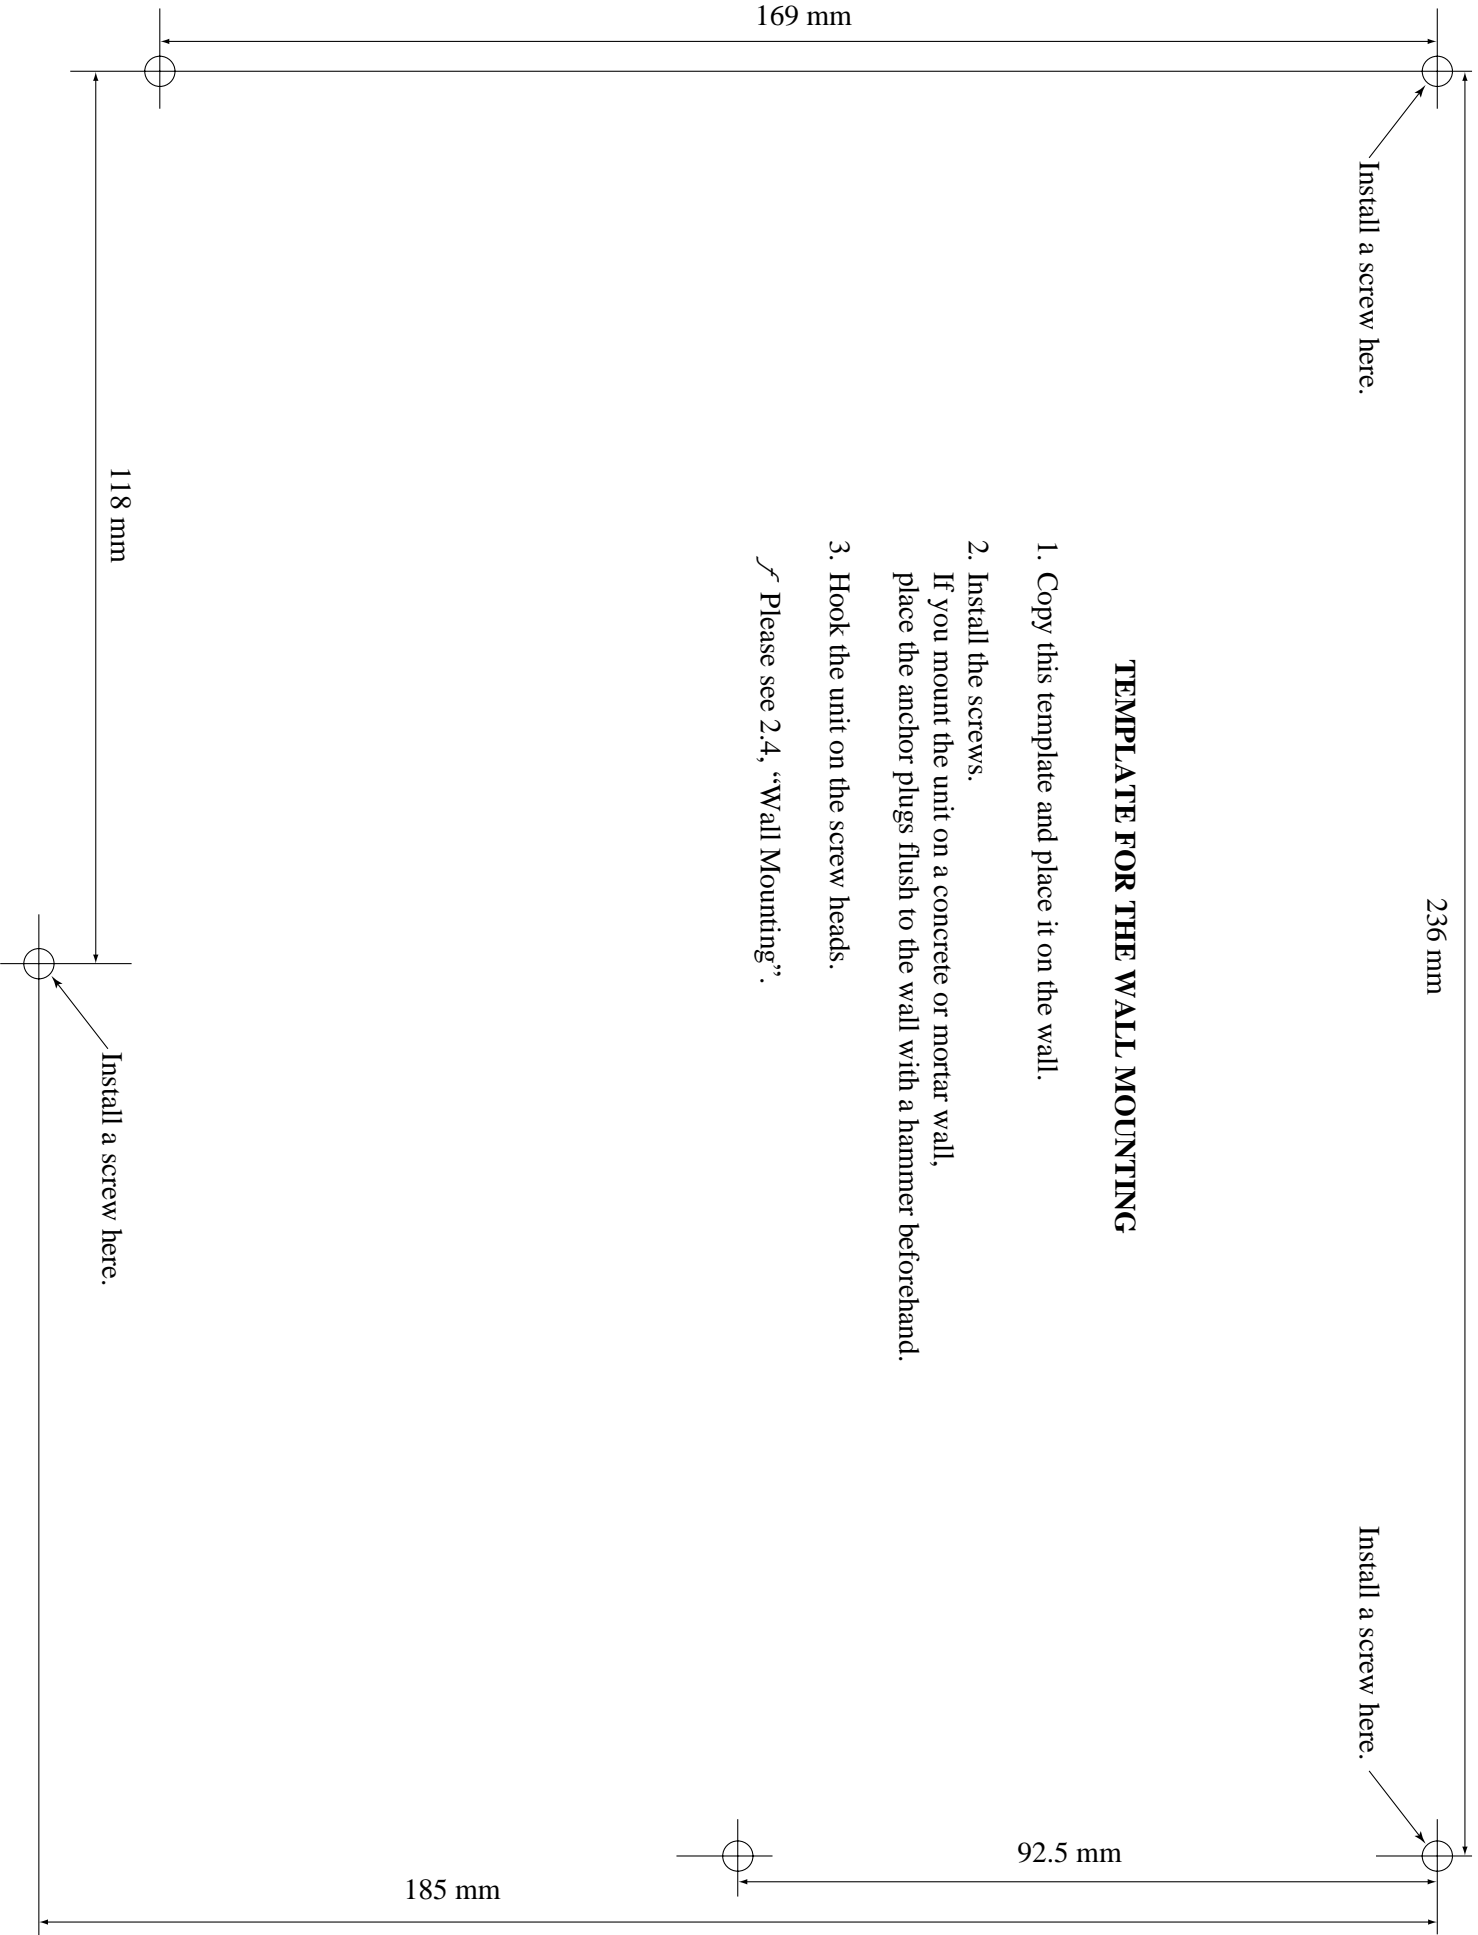 169 mm
236 mm
Install a screw here.
Install a screw here.
TEMPLATE FOR THE WALL MOUNTING
1. Copy this template and place it on the wall.
2. Install the screws.
If you mount the unit on a concrete or mortar wall,
place the anchor plugs flush to the wall with a hammer beforehand.
3. Hook the unit on the screw heads.
ƒ Please see 2.4, “Wall Mounting”.
92.5 mm
185 mm
118 mm
Install a screw here.